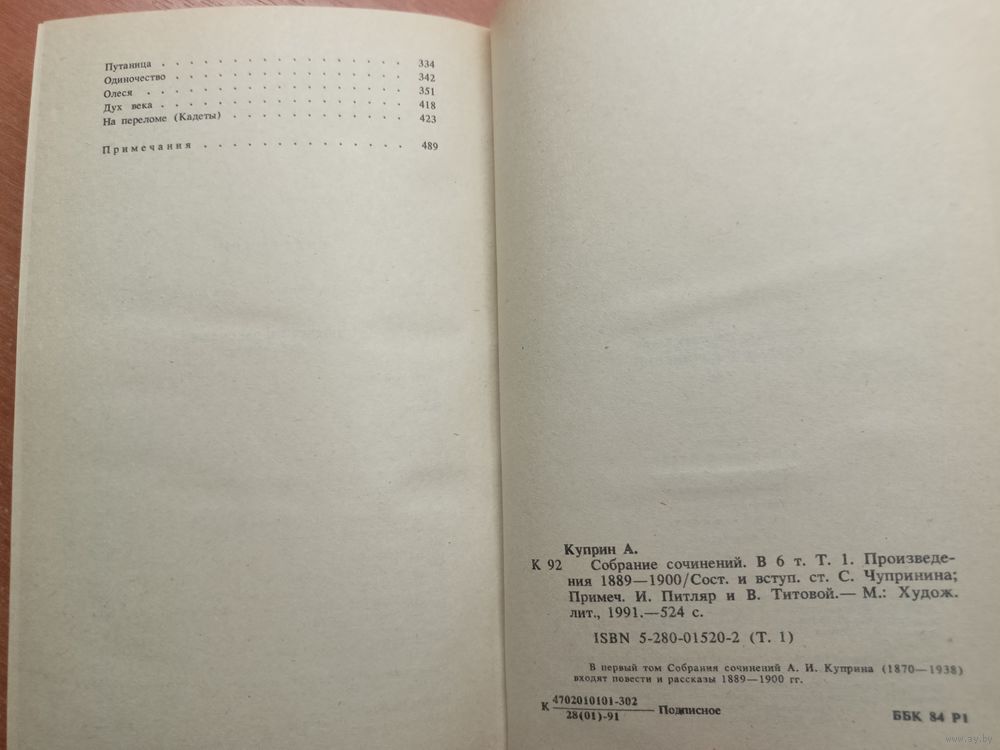 Путаница . . . . . . . . . . . . . . . . . 334
Одиночество . . . . . . . . . . . . . . . . 342
Олеся . . . . . . . . . . . . . . . . . . 351
Дух века . . . . . . . . . . . . . . . . . 418
На переломе (Кадеты) . . . . . . . . . . . . 423
Примечания . . . . . . . . . . . . . . 489
Куприн А.
К 92 Собрание сочинений. В 6 т. Т. 1. Произведе-
ния 1889—1900/Сост. и вступ. ст. С. Чупринина;
Примеч. И. Питляр и В. Титовой.— М.: Худож.
лит., 1991.—524 с.
ISBN 5-280-01520-2 (Т. 1)
В первый том Собрания сочинений А. И. Куприна (1870—1938)
входят повести и рассказы 1889—1900 гг.
К 4702010101-302
28(01)-91 Подписное
ББК 84 Р1
www.ay.by